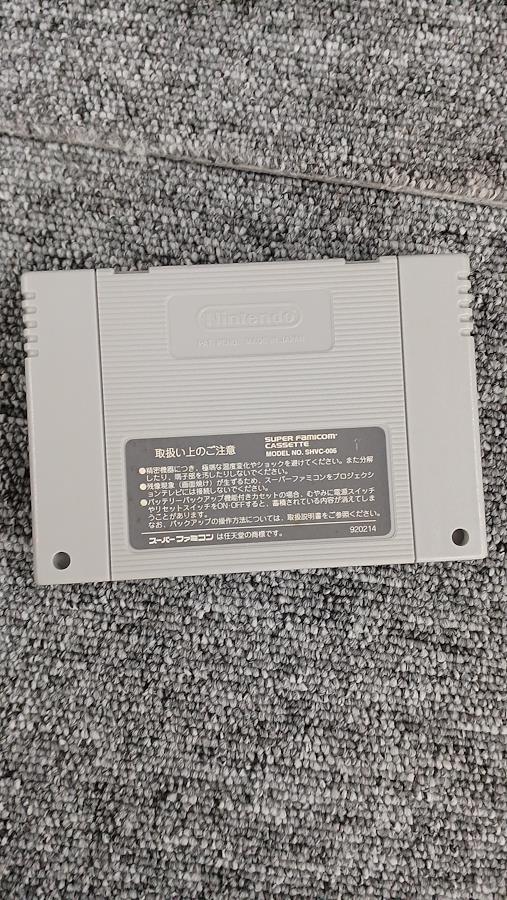 Nintendo
PAT. PEND. MADE IN JAPAN
取扱い上のご注意
SUPER FAMICOM
CASSETTE
MODEL NO. SHVC-006
●精密機器につき、極端な温度変化やショックを避けてください。また分解
したり、端子部を汚したりしないでください。
●残像現象（画面焼け）が生ずるため、スーパーファミコンをプロジェクシ
ョンテレビには接続しないでください。
●バッテリーバックアップ機能付きカセットの場合、むやみに電源スイッチ
やリセットスイッチをON・OFFすると、蓄積されている内容が消えてしま
うことがあります。
なお、バックアップの操作方法については、取扱説明書をご参照ください。
スーパーファミコン は任天堂の商標です。
920214